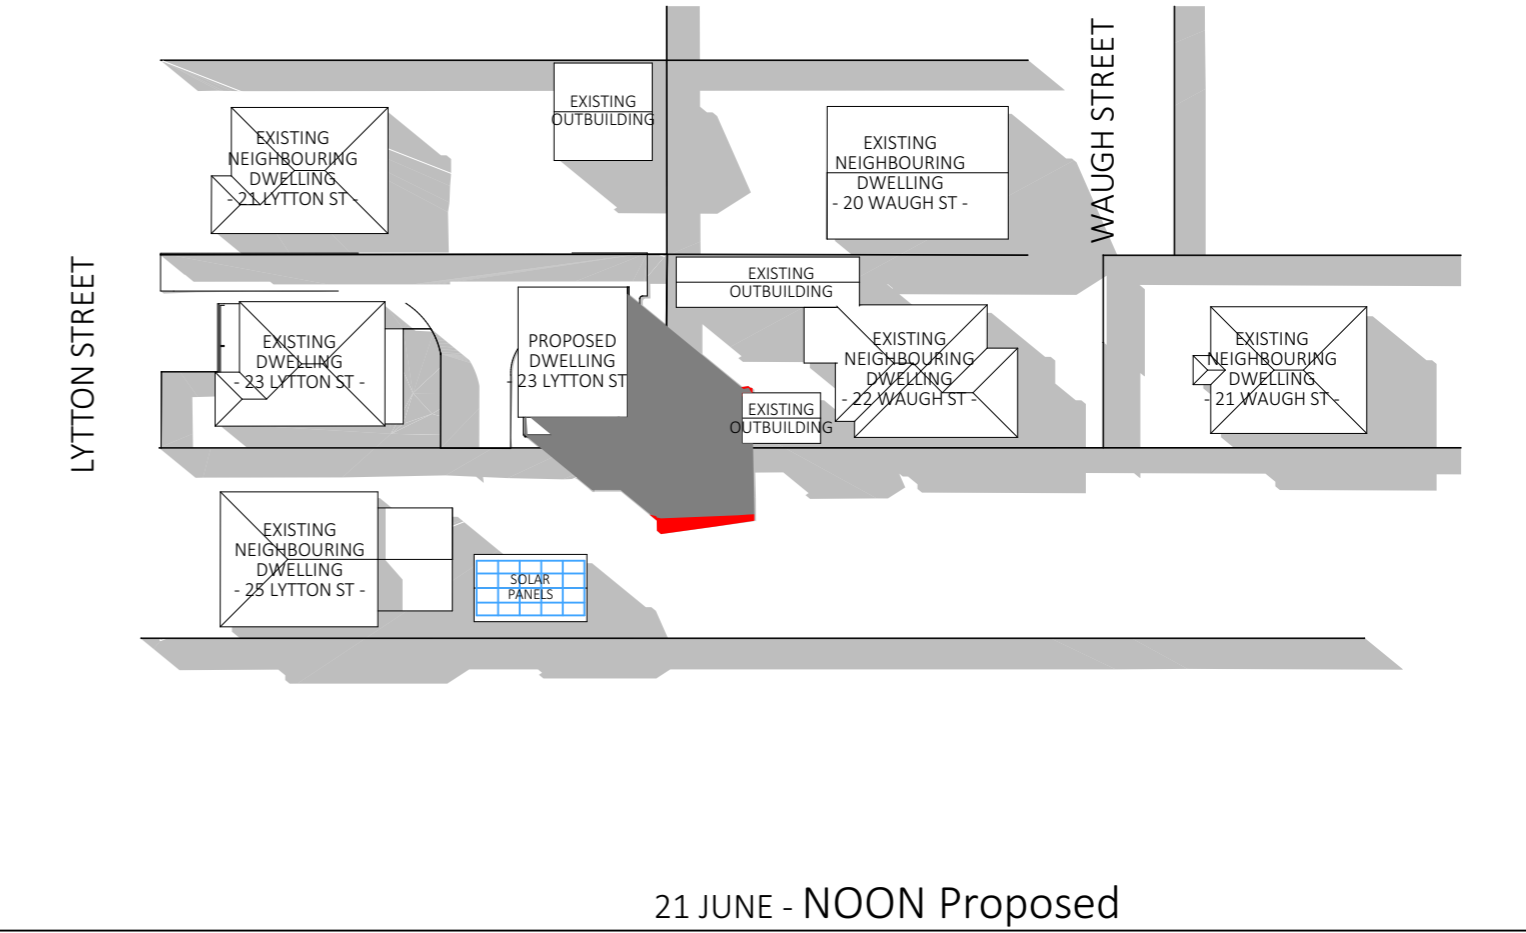 WAUGH STREET
EXISTING
OUTBUILDING
EXISTING
NEIGHBOURING
DWELLING
- 21 LYTTON ST -
EXISTING
NEIGHBOURING
DWELLING
- 20 WAUGH ST -
LYTTON STREET
EXISTING
OUTBUILDING
EXISTING
DWELLING
- 23 LYTTON ST -
PROPOSED
DWELLING
- 23 LYTTON ST
EXISTING
NEIGHBOURING
DWELLING
- 22 WAUGH ST -
EXISTING
NEIGHBOURING
DWELLING
- 21 WAUGH ST -
EXISTING
OUTBUILDING
EXISTING
NEIGHBOURING
DWELLING
- 25 LYTTON ST -
SOLAR
PANELS
21 JUNE - NOON Proposed